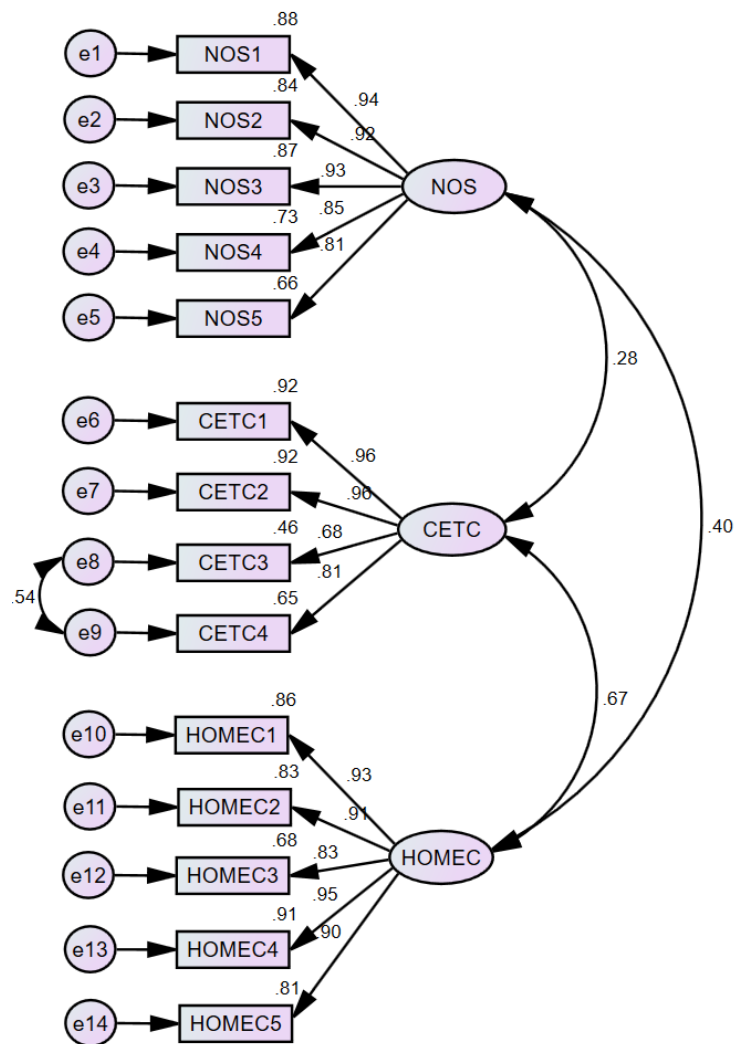 .88
e1 NOS1
.94
.84
e2 NOS2
.92
.87
e3 NOS3 .93 NOS
.73 .85
e4 NOS4 .81
.66
e5 NOS5
.28
.92
e6 CETC1
.96
.92
e7 CETC2 .96
.40
.46 .68 CETC
e8 CETC3
.81
.54
.65
e9 CETC4
.67
.86
e10 HOMEC1
.93
.83
e11 HOMEC2
.91
.68
e12 HOMEC3 .83 HOMEC
.95
.91 .90
e13 HOMEC4
.81
e14 HOMEC5